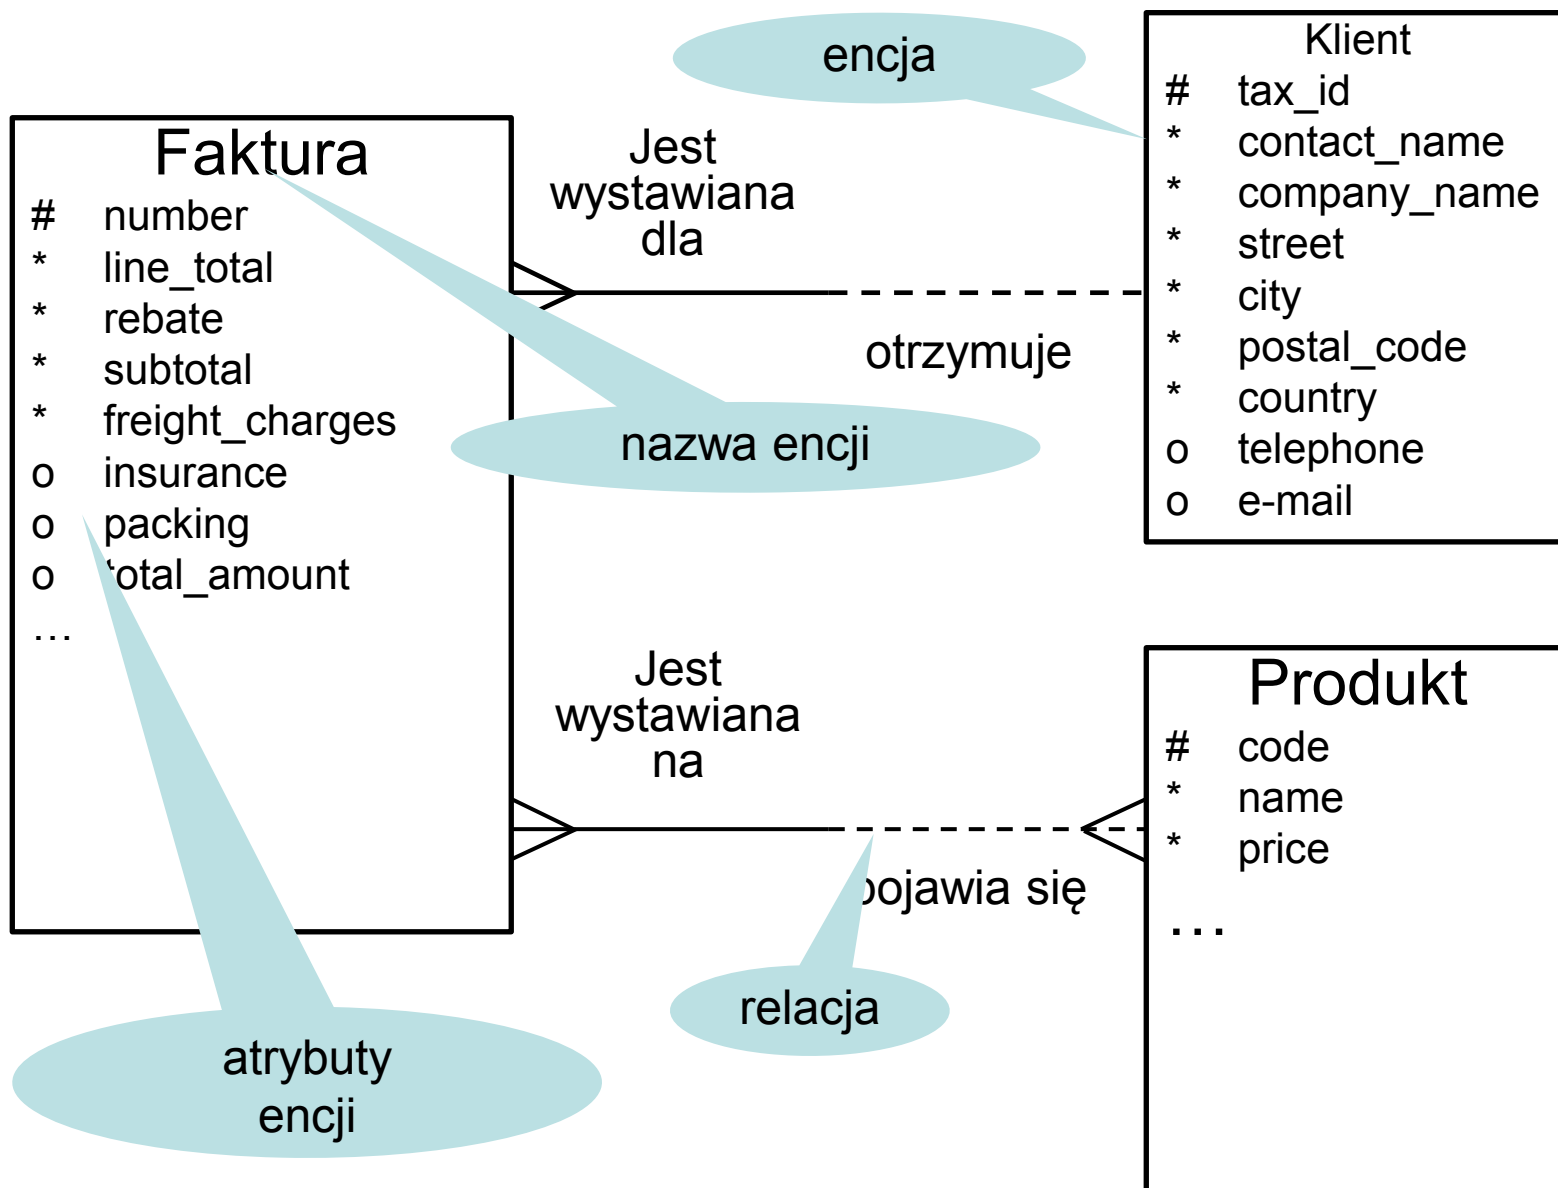 encja
Klient
# tax_id
* contact_name
* company_name
* street
* city
* postal_code
* country
o telephone
o e-mail
Faktura
# number
* line_total
* rebate
* subtotal
* freight_charges
o insurance
o packing
o total_amount
…
Jest
wystawiana
dla
otrzymuje
nazwa encji
Jest
wystawiana
na
pojawia się
Produkt
# code
* name
* price
…
relacja
atrybuty
encji